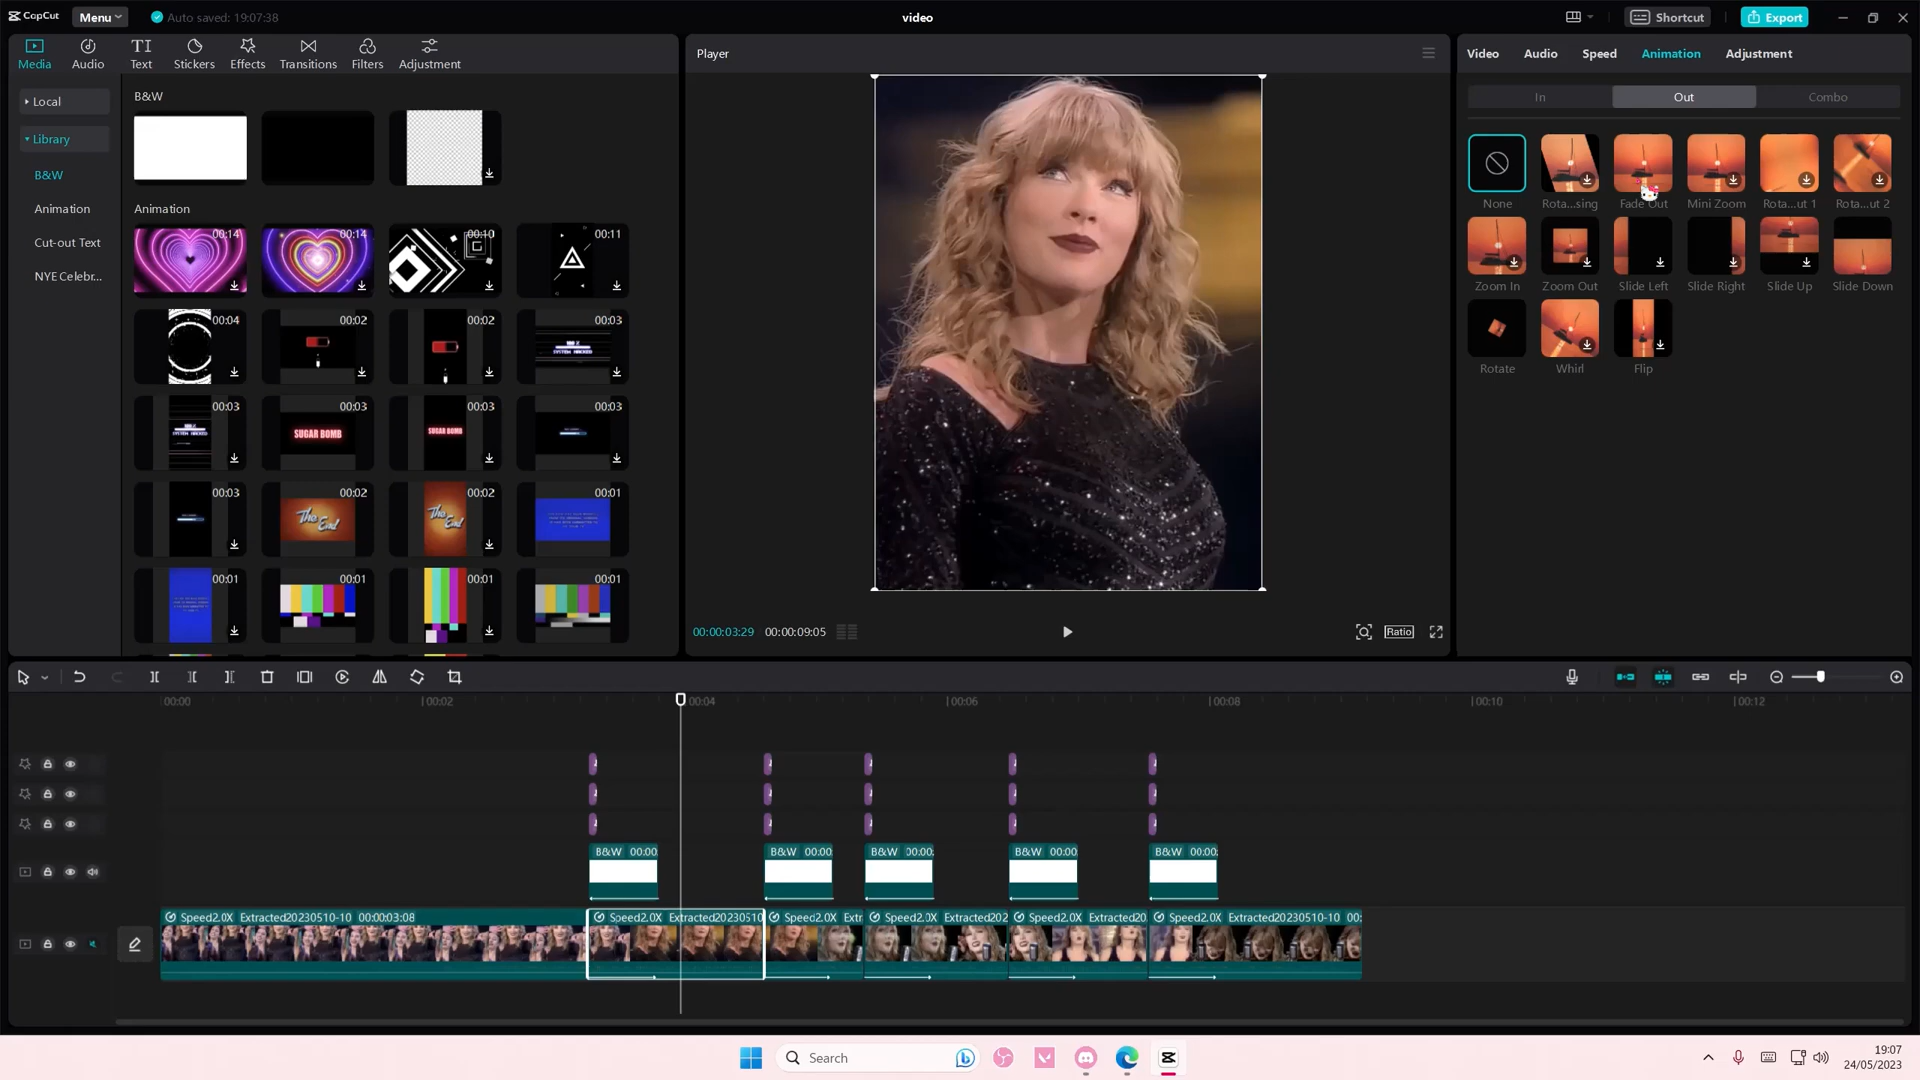 CapCut
Menu
Auto saved: 19:07:38
video
Shortcut
Export
Media
Audio
Text
Stickers
Effects
Transitions
Filters
Adjustment
Local
Library
B&W
Animation
Cut-out Text
NYE Celebr...
B&W
Animation
00:14
00:14
00:10
00:11
00:04
00:02
00:02
00:03
SYSTEM HACKED
00:03
00:03
00:03
00:03
SUGAR BOMB
SUGAR BOMB
00:03
00:02
00:02
00:01
The End
The End
00:01
00:01
00:01
00:01
Player
00:00:03:29
00:00:09:05
Ratio
Video
Audio
Speed
Animation
Adjustment
In
Out
Combo
None
Rota...sing
Fade Out
Mini Zoom
Rota...ut 1
Rota...ut 2
Zoom In
Zoom Out
Slide Left
Slide Right
Slide Up
Slide Down
Rotate
Whirl
Flip
00:00
00:02
00:04
00:06
00:08
00:10
00:12
B&W 00:00:
B&W 00:00:
B&W 00:00:
B&W 00:00:
B&W 00:00:
Speed2.0X Extracted20230510-10 00:00:03:08
Speed2.0X Extracted20230510
Speed2.0X Extr
Speed2.0X Extracted202
Speed2.0X Extracted20
Speed2.0X Extracted20230510-10 00:
Search
19:07
24/05/2023